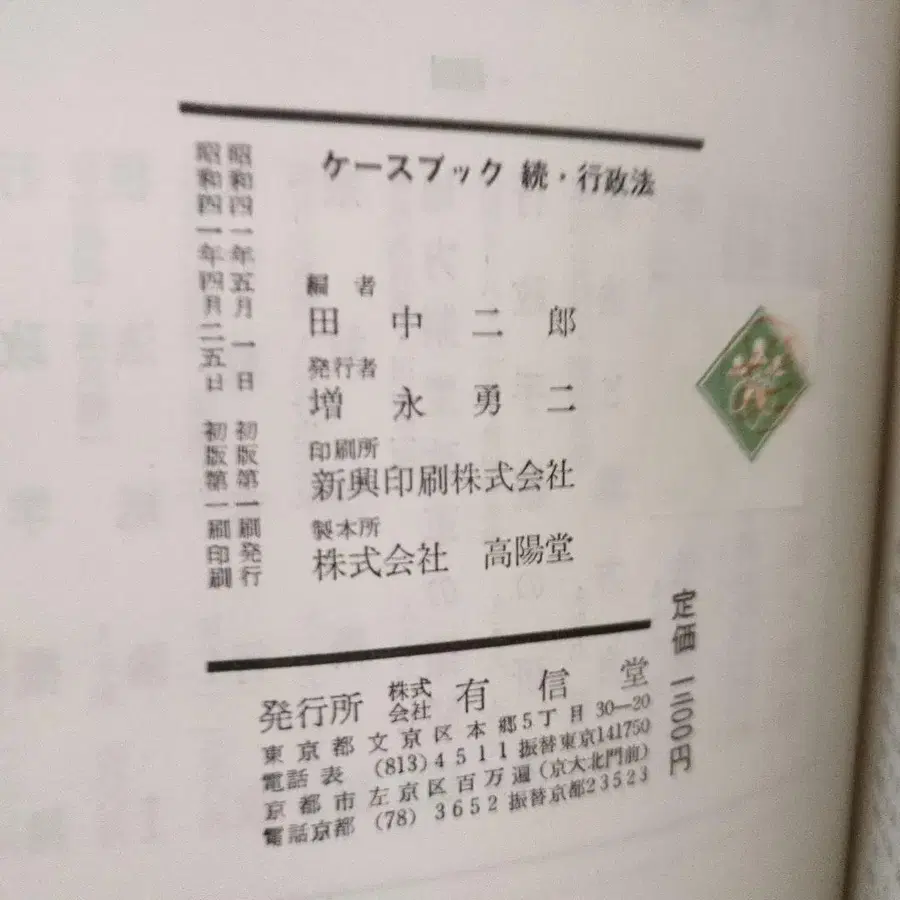 ケースブック 続・行政法
昭和四一年四月二五日 初版第一刷印刷
昭和四一年五月一日 初版第一刷発行
編者
田中二郎
発行者
増永勇二
印刷所
新興印刷株式会社
製本所
株式会社 高陽堂
定価 一三〇〇円
発行所 株式会社 有信堂
東京都文京区本郷5丁目30—20
電話表 (813) 4511 振替東京141750
京都市左京区百万遍 (京大北門前)
電話京都 (78) 3652 振替京都23523